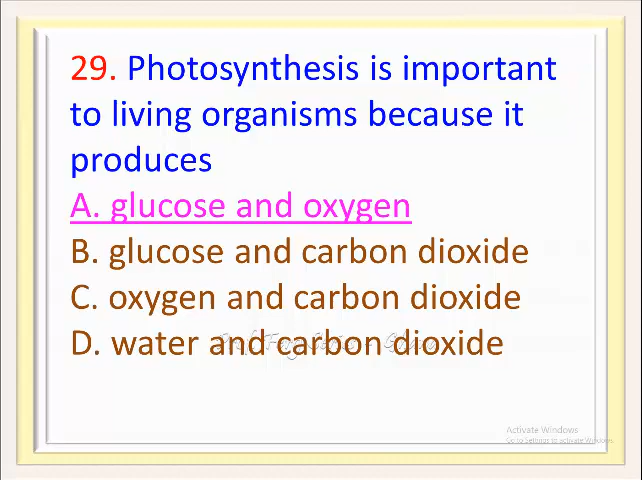 29. Photosynthesis is important
to living organisms because it
produces
A. glucose and oxygen
B. glucose and carbon dioxide
C. oxygen and carbon dioxide
D. water and carbon dioxide
Activate Windows
Go to Settings to activate Windows.